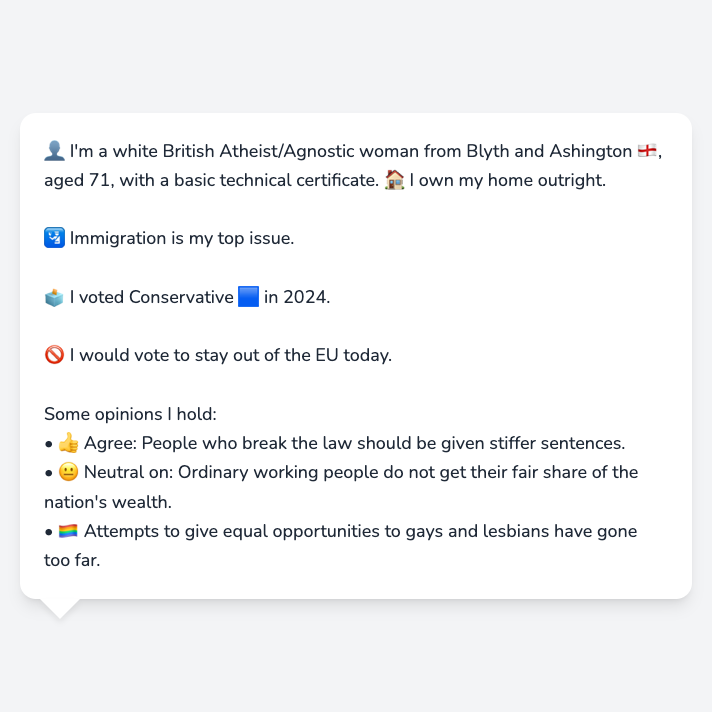 👤 I'm a white British Atheist/Agnostic woman from Blyth and Ashington 🏴󠁧󠁢󠁥󠁮󠁧󠁿,
aged 71, with a basic technical certificate. 🏠 I own my home outright.
🛂 Immigration is my top issue.
🗳️ I voted Conservative 🟦 in 2024.
🚫 I would vote to stay out of the EU today.
Some opinions I hold:
• 👍 Agree: People who break the law should be given stiffer sentences.
• 😐 Neutral on: Ordinary working people do not get their fair share of the
nation's wealth.
• 🏳️‍🌈 Attempts to give equal opportunities to gays and lesbians have gone
too far.